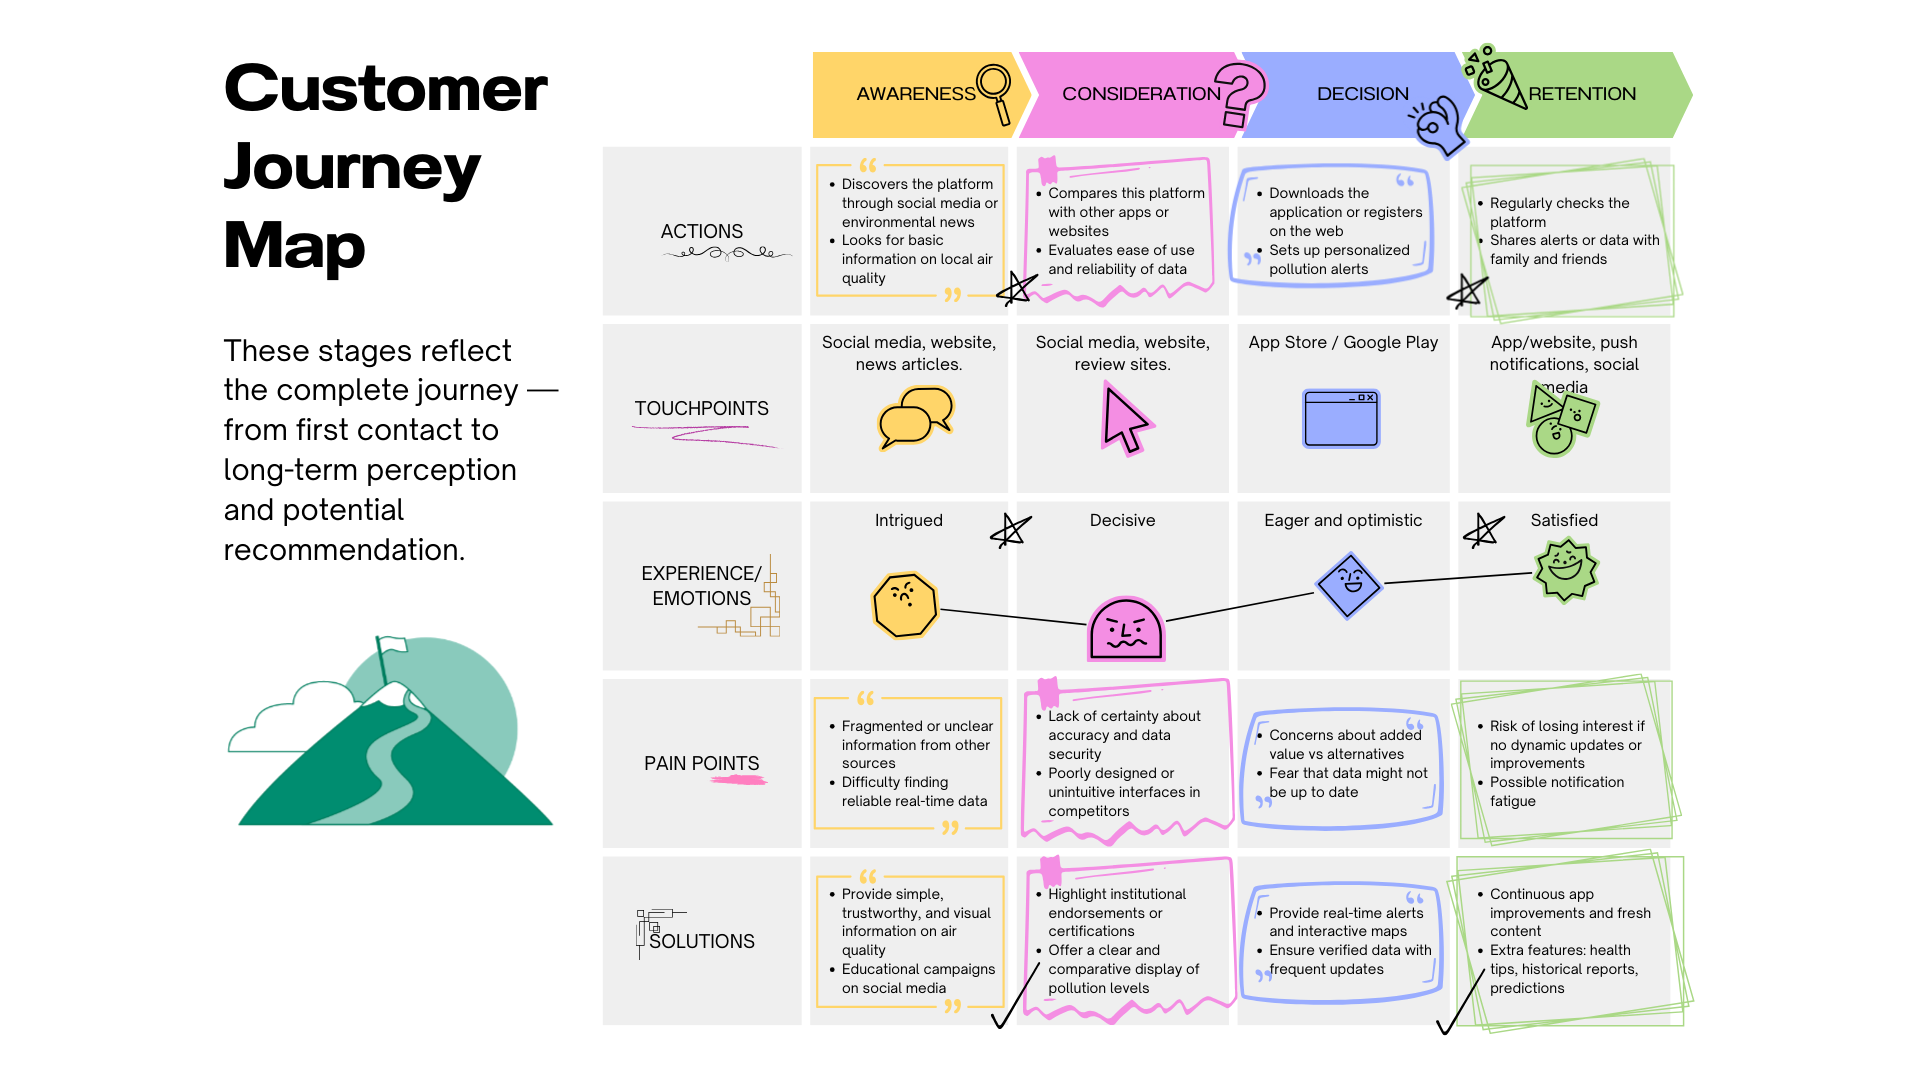 Customer
Journey
Map
These stages reflect
the complete journey —
from first contact to
long-term perception
and potential
recommendation.
AWARENESS
CONSIDERATION
DECISION
RETENTION
ACTIONS
• Discovers the platform
through social media or
environmental news
• Looks for basic
information on local air
quality
• Compares this platform
with other apps or
websites
• Evaluates ease of use
and reliability of data
• Downloads the
application or registers
on the web
• Sets up personalized
pollution alerts
• Regularly checks the
platform
• Shares alerts or data with
family and friends
TOUCHPOINTS
Social media, website,
news articles.
Social media, website,
review sites.
App Store / Google Play
App/website, push
notifications, social
media
EXPERIENCE/
EMOTIONS
Intrigued
Decisive
Eager and optimistic
Satisfied
PAIN POINTS
• Fragmented or unclear
information from other
sources
• Difficulty finding
reliable real-time data
• Lack of certainty about
accuracy and data
security
• Poorly designed or
unintuitive interfaces in
competitors
• Concerns about added
value vs alternatives
• Fear that data might not
be up to date
• Risk of losing interest if
no dynamic updates or
improvements
• Possible notification
fatigue
SOLUTIONS
• Provide simple,
trustworthy, and visual
information on air
quality
• Educational campaigns
on social media
• Highlight institutional
endorsements or
certifications
• Offer a clear and
comparative display of
pollution levels
• Provide real-time alerts
and interactive maps
• Ensure verified data with
frequent updates
• Continuous app
improvements and fresh
content
• Extra features: health
tips, historical reports,
predictions